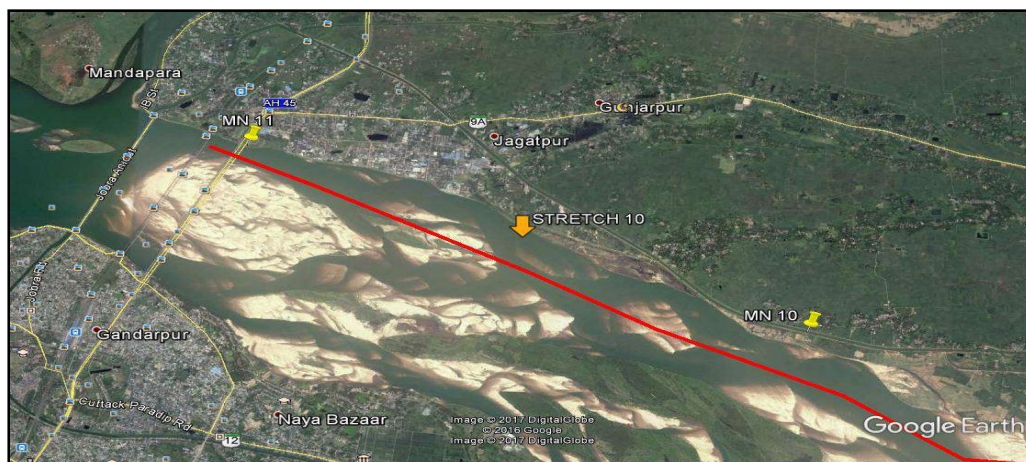 Mandapara
B St
AH 45
MN 11
9A
Gunjarpur
Jagatpur
STRETCH 10
MN 10
Gandarpur
Cuttack Paradip Rd
12
Naya Bazaar
Image © 2017 DigitalGlobe
© 2016 Google
Image © 2017 DigitalGlobe
Google Earth